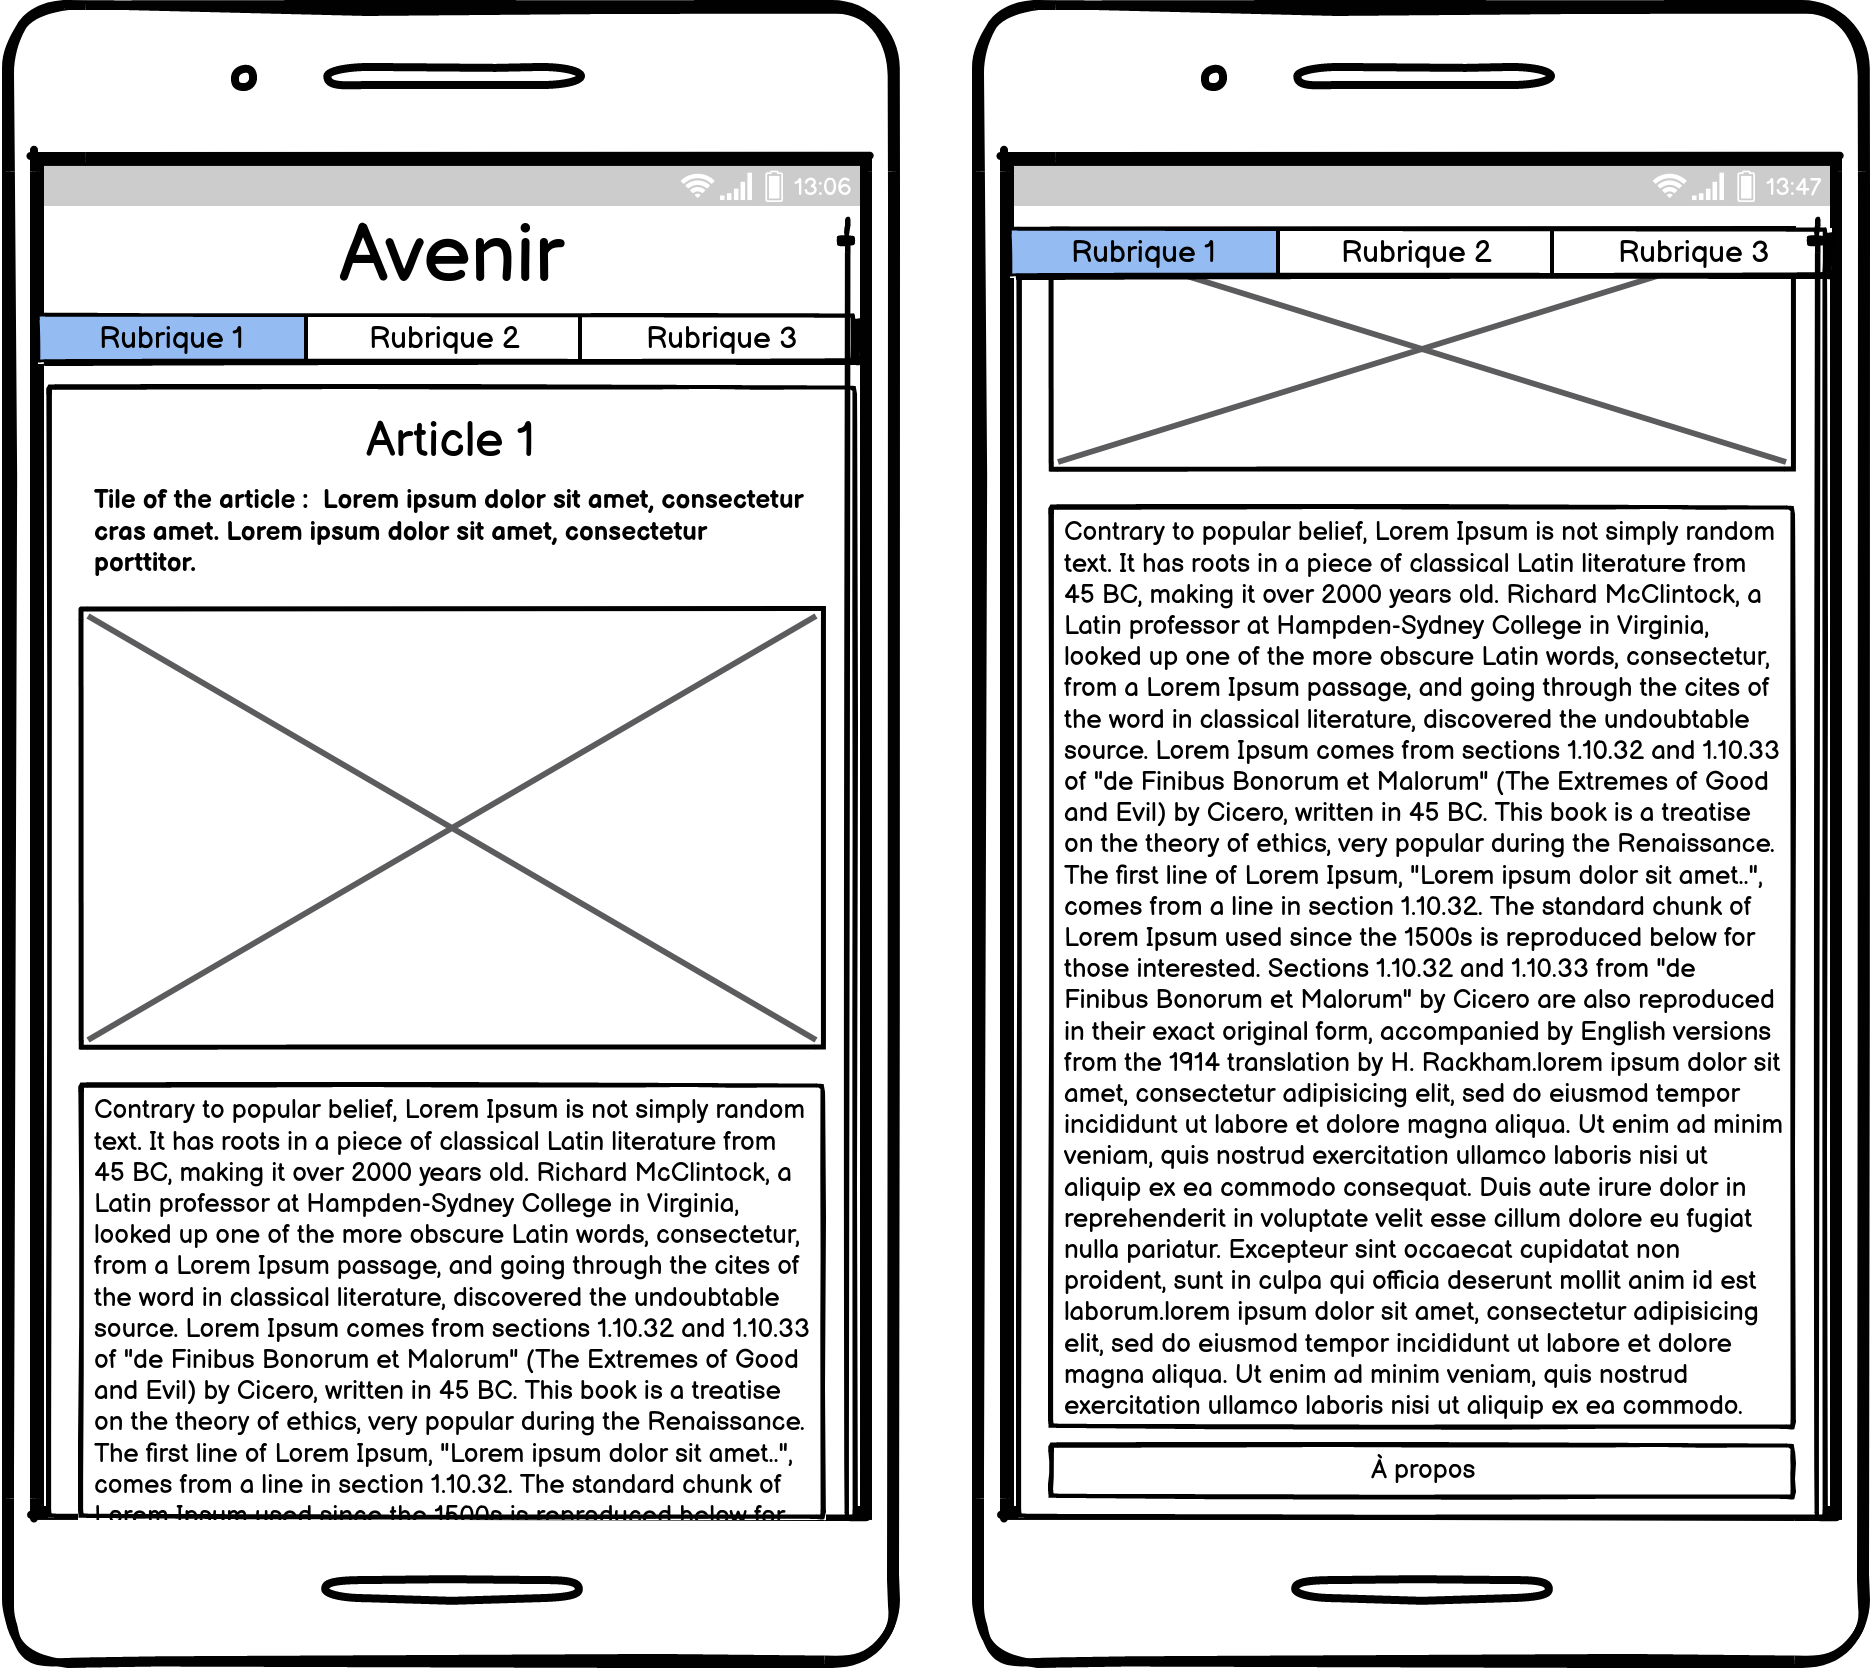 13:06
Avenir
Rubrique 1 Rubrique 2 Rubrique 3
Article 1
Tile of the article :  Lorem ipsum dolor sit amet, consectetur
cras amet. Lorem ipsum dolor sit amet, consectetur
porttitor.
Contrary to popular belief, Lorem Ipsum is not simply random
text. It has roots in a piece of classical Latin literature from
45 BC, making it over 2000 years old. Richard McClintock, a
Latin professor at Hampden-Sydney College in Virginia,
looked up one of the more obscure Latin words, consectetur,
from a Lorem Ipsum passage, and going through the cites of
the word in classical literature, discovered the undoubtable
source. Lorem Ipsum comes from sections 1.10.32 and 1.10.33
of "de Finibus Bonorum et Malorum" (The Extremes of Good
and Evil) by Cicero, written in 45 BC. This book is a treatise
on the theory of ethics, very popular during the Renaissance.
The first line of Lorem Ipsum, "Lorem ipsum dolor sit amet..",
comes from a line in section 1.10.32. The standard chunk of
Lorem Ipsum used since the 1500s is reproduced below for
13:47
Rubrique 1 Rubrique 2 Rubrique 3
Contrary to popular belief, Lorem Ipsum is not simply random
text. It has roots in a piece of classical Latin literature from
45 BC, making it over 2000 years old. Richard McClintock, a
Latin professor at Hampden-Sydney College in Virginia,
looked up one of the more obscure Latin words, consectetur,
from a Lorem Ipsum passage, and going through the cites of
the word in classical literature, discovered the undoubtable
source. Lorem Ipsum comes from sections 1.10.32 and 1.10.33
of "de Finibus Bonorum et Malorum" (The Extremes of Good
and Evil) by Cicero, written in 45 BC. This book is a treatise
on the theory of ethics, very popular during the Renaissance.
The first line of Lorem Ipsum, "Lorem ipsum dolor sit amet..",
comes from a line in section 1.10.32. The standard chunk of
Lorem Ipsum used since the 1500s is reproduced below for
those interested. Sections 1.10.32 and 1.10.33 from "de
Finibus Bonorum et Malorum" by Cicero are also reproduced
in their exact original form, accompanied by English versions
from the 1914 translation by H. Rackham.lorem ipsum dolor sit
amet, consectetur adipisicing elit, sed do eiusmod tempor
incididunt ut labore et dolore magna aliqua. Ut enim ad minim
veniam, quis nostrud exercitation ullamco laboris nisi ut
aliquip ex ea commodo consequat. Duis aute irure dolor in
reprehenderit in voluptate velit esse cillum dolore eu fugiat
nulla pariatur. Excepteur sint occaecat cupidatat non
proident, sunt in culpa qui officia deserunt mollit anim id est
laborum.lorem ipsum dolor sit amet, consectetur adipisicing
elit, sed do eiusmod tempor incididunt ut labore et dolore
magna aliqua. Ut enim ad minim veniam, quis nostrud
exercitation ullamco laboris nisi ut aliquip ex ea commodo.
À propos